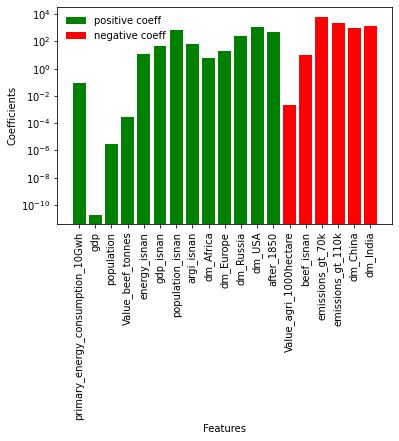 positive coeff
negative coeff
Coefficients
10⁴
10²
10⁰
10⁻²
10⁻⁴
10⁻⁶
10⁻⁸
10⁻¹⁰
primary_energy_consumption_10Gwh
gdp
population
Value_beef_tonnes
energy_isnan
gdp_isnan
population_isnan
argi_isnan
dm_Africa
dm_Europe
dm_Russia
dm_USA
after_1850
Value_agri_1000hectare
beef_isnan
emissions_gt_70k
emissions_gt_110k
dm_China
dm_India
Features